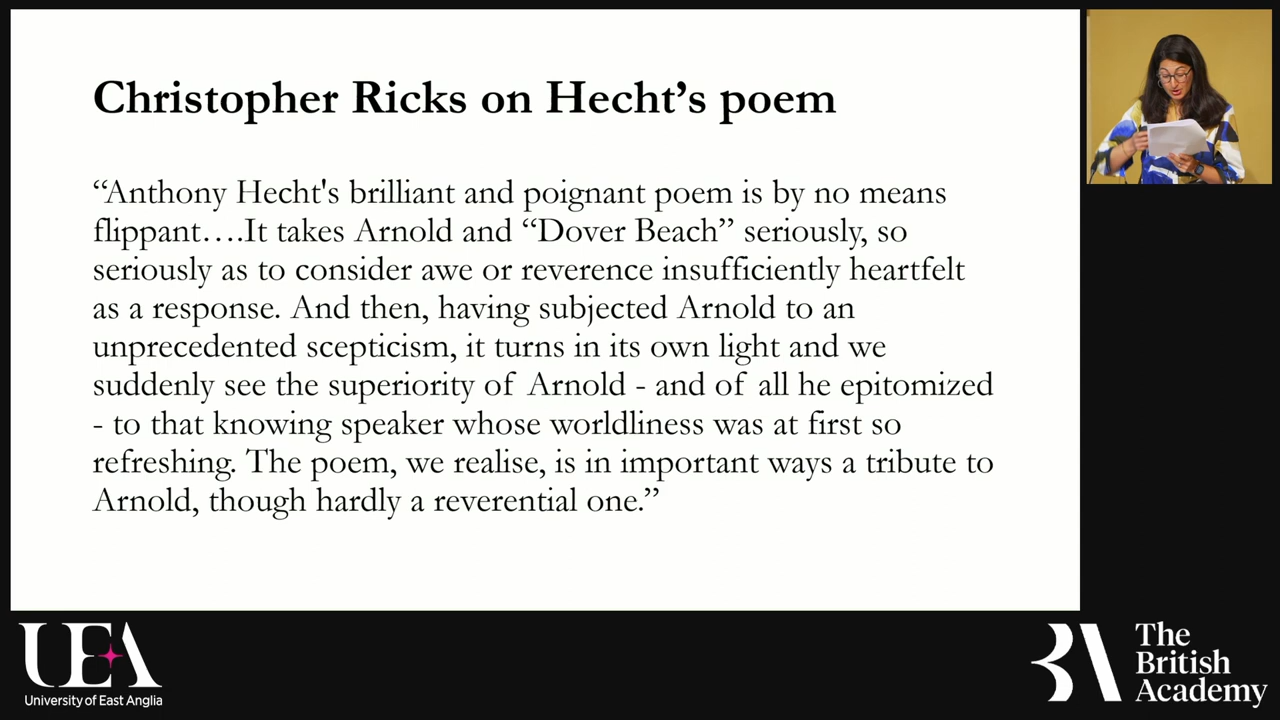 Christopher Ricks on Hecht’s poem
“Anthony Hecht's brilliant and poignant poem is by no means
flippant….It takes Arnold and “Dover Beach” seriously, so
seriously as to consider awe or reverence insufficiently heartfelt
as a response. And then, having subjected Arnold to an
unprecedented scepticism, it turns in its own light and we
suddenly see the superiority of Arnold - and of all he epitomized
- to that knowing speaker whose worldliness was at first so
refreshing. The poem, we realise, is in important ways a tribute to
Arnold, though hardly a reverential one.”
UEA
University of East Anglia
BA
The
British
Academy